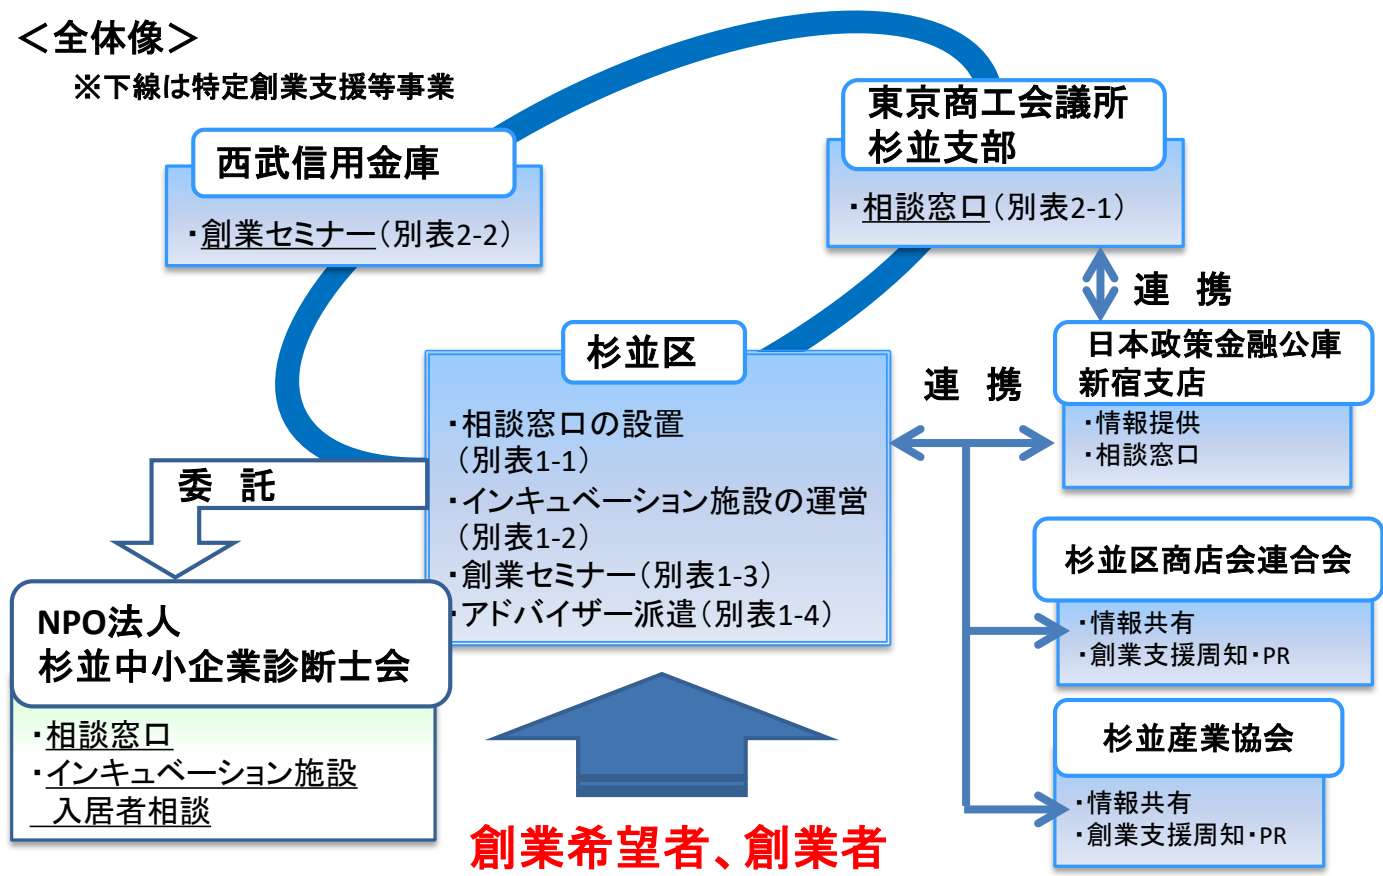 ＜全体像＞
※下線は特定創業支援等事業
西武信用金庫
・創業セミナー（別表2-2）
東京商工会議所
杉並支部
・相談窓口（別表2-1）
連　携
杉並区
・相談窓口の設置
（別表1-1）
・インキュベーション施設の運営
（別表1-2）
・創業セミナー（別表1-3）
・アドバイザー派遣（別表1-4）
連　携
日本政策金融公庫
新宿支店
・情報提供
・相談窓口
委　託
NPO法人
杉並中小企業診断士会
・相談窓口
・インキュベーション施設
入居者相談
杉並区商店会連合会
・情報共有
・創業支援周知・PR
杉並産業協会
・情報共有
・創業支援周知・PR
創業希望者、創業者